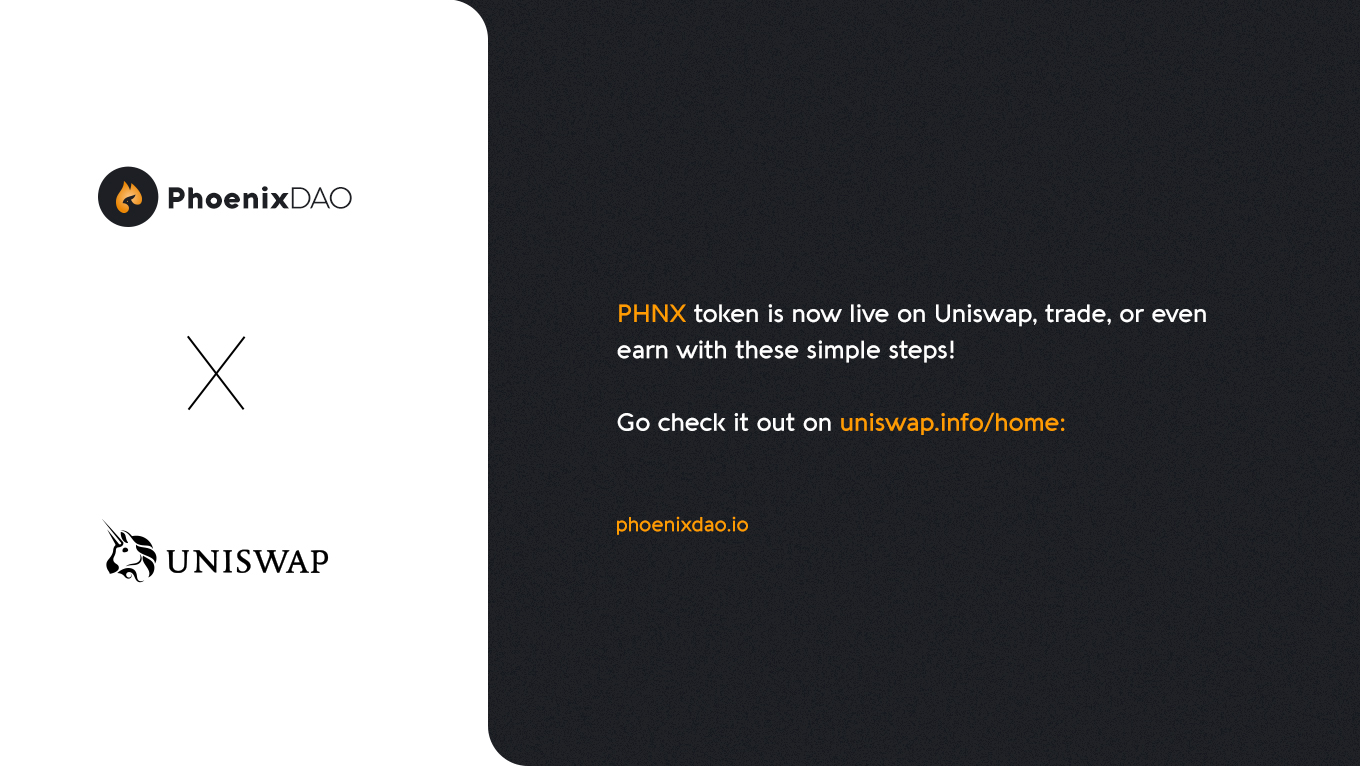 PhoenixDAO
X
UNISWAP
PHNX token is now live on Uniswap, trade, or even
earn with these simple steps!
Go check it out on uniswap.info/home:
phoenixdao.io